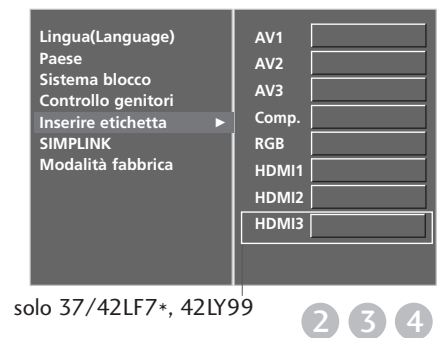 Lingua(Language)
Paese
Sistema blocco
Controllo genitori
Inserire etichetta ►
SIMPLINK
Modalità fabbrica
AV1
AV2
AV3
Comp.
RGB
HDMI1
HDMI2
HDMI3
solo 37/42LF7*, 42LY99
2 3 4